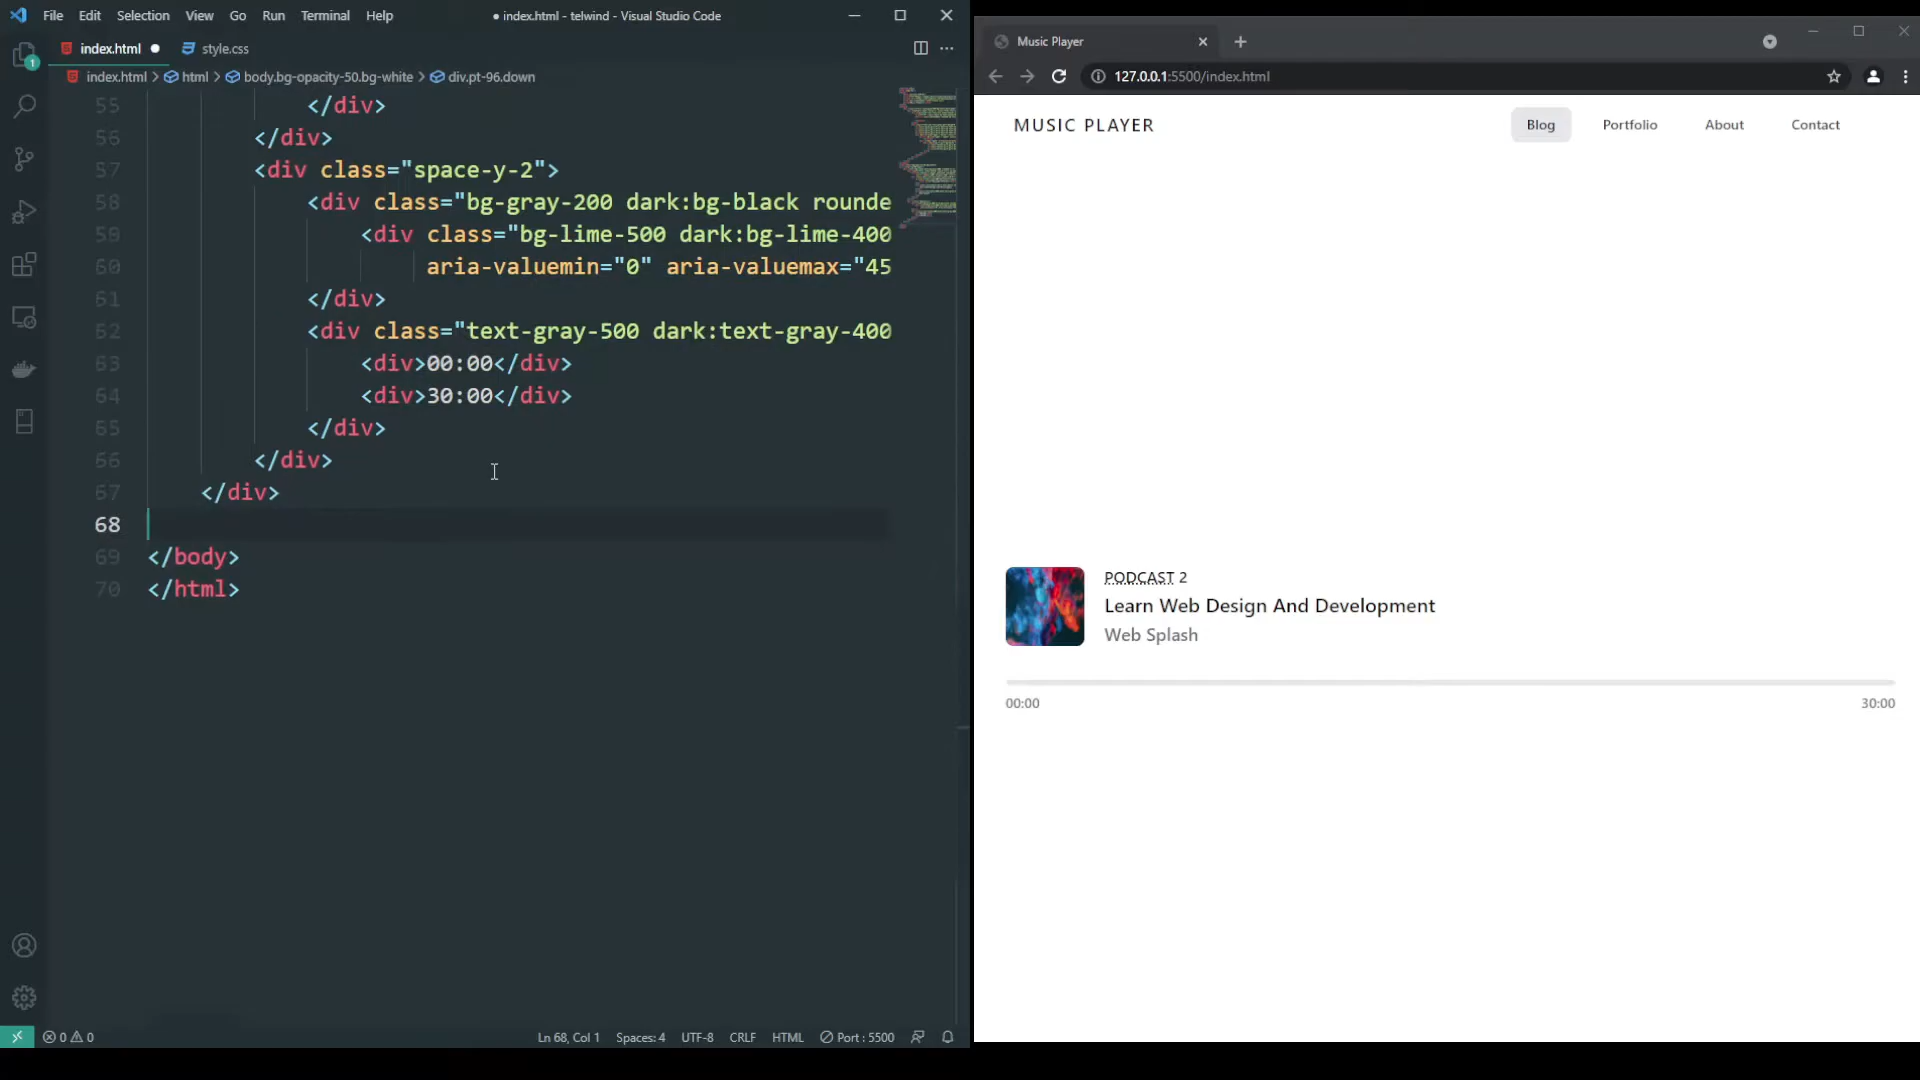 File Edit Selection View Go Run Terminal Help
● index.html - telwind - Visual Studio Code
index.html ● style.css
index.html > html > body.bg-opacity-50.bg-white > div.pt-96.down
55 </div>
56 </div>
57 <div class="space-y-2">
58 <div class="bg-gray-200 dark:bg-black rounde
59 <div class="bg-lime-500 dark:bg-lime-400
60 aria-valuemin="0" aria-valuemax="45
61 </div>
62 <div class="text-gray-500 dark:text-gray-400
63 <div>00:00</div>
64 <div>30:00</div>
65 </div>
66 </div>
67 </div>
68
69 </body>
70 </html>
1
0 0
Ln 68, Col 1 Spaces: 4 UTF-8 CRLF HTML Port : 5500
Music Player
127.0.0.1:5500/index.html
MUSIC PLAYER Blog Portfolio About Contact
PODCAST 2
Learn Web Design And Development
Web Splash
00:00 30:00